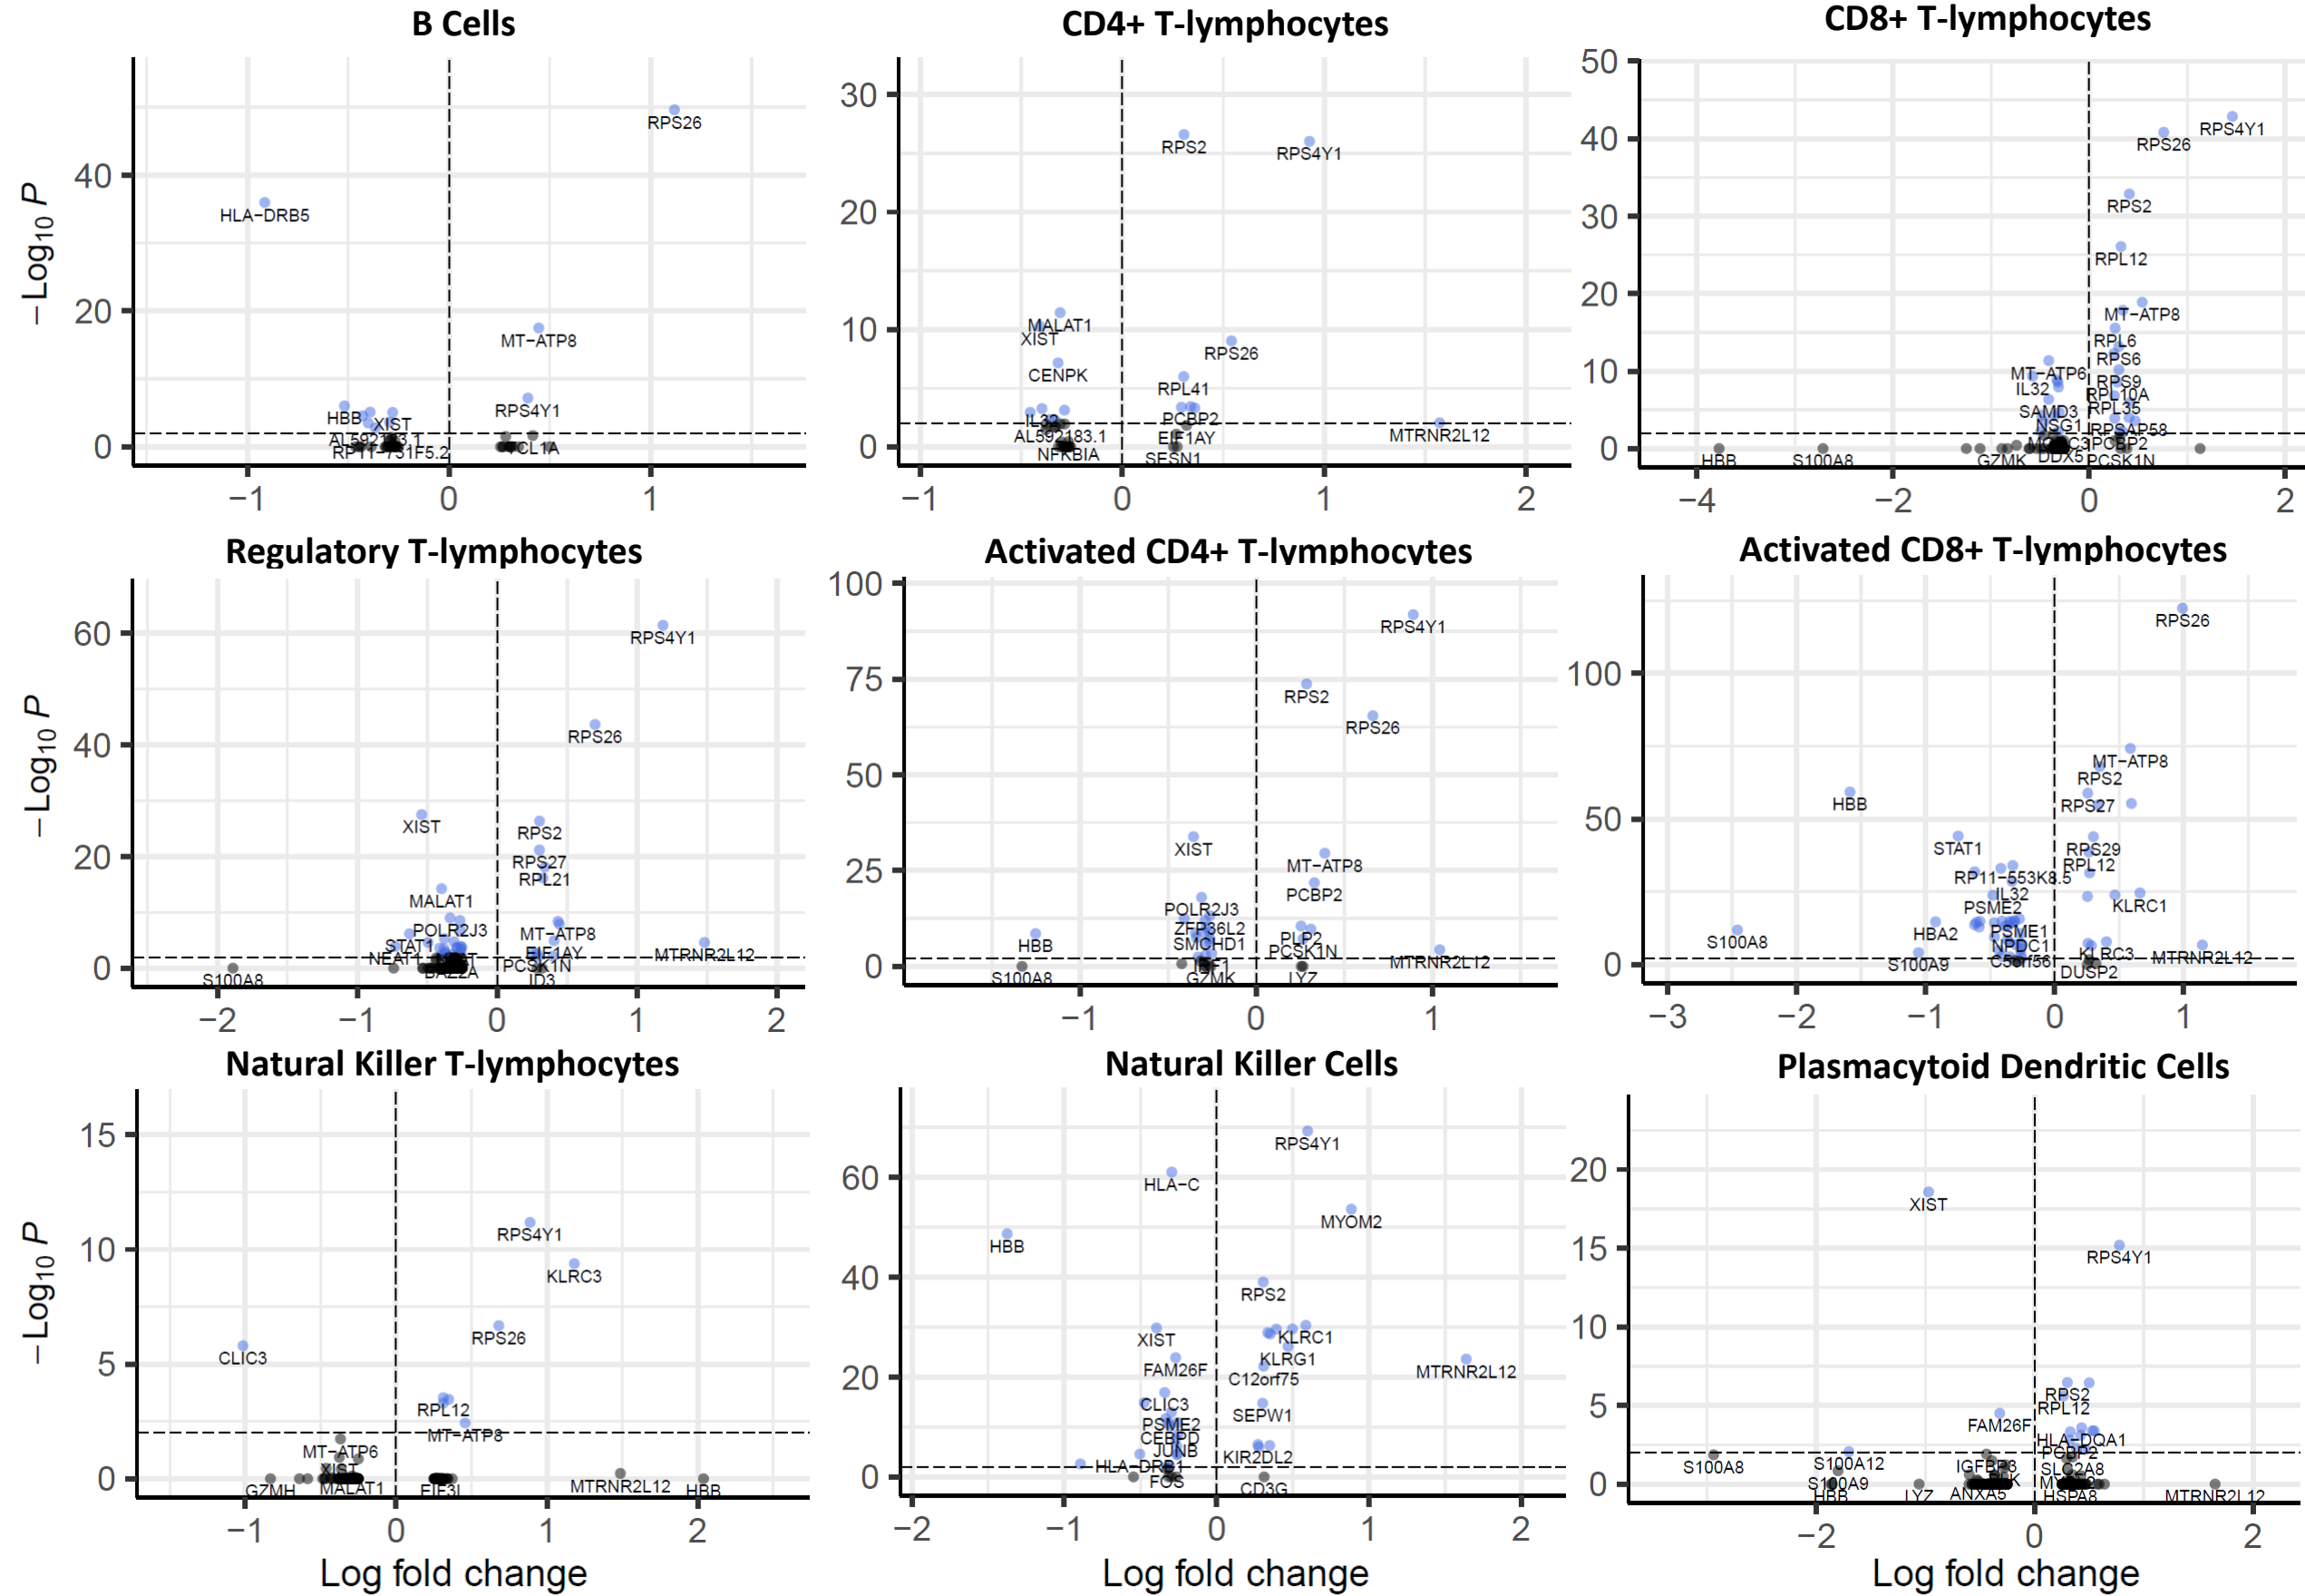 B Cells
−Log10 P
40
20
0
RPS26
HLA−DRB5
MT−ATP8
RPS4Y1
HBB
XIST
RP11−731F5.2
−1 0 1
CD4+ T-lymphocytes
30
20
10
0
RPS2
RPS4Y1
MALAT1
XIST
RPS26
CENPK
RPL41
PCBP2
MTRNR2L12
AL592183.1
EIF1AY
NFKBIA
SESN1
−1 0 1 2
CD8+ T-lymphocytes
50
40
30
20
10
0
RPS4Y1
RPS26
RPS2
RPL12
MT−ATP8
RPL6
RPS6
MT−ATP6
RPS9
IL32
RPL10A
RPL35
SAMD3
NSG1
RPSAP58
PCBP2
HBB
S100A8
GZMK
DDX5
PCSK1N
−4 −2 0 2
Regulatory T-lymphocytes
−Log10 P
60
40
20
0
RPS4Y1
RPS26
XIST
RPS2
RPS27
RPL21
MALAT1
POLR2J3
MT−ATP8
STAT1
EIF1AY
MTRNR2L12
NEAT1
PCSK1N
S100A8
ID3
−2 −1 0 1 2
Activated CD4+ T-lymphocytes
100
75
50
25
0
RPS4Y1
RPS2
RPS26
XIST
MT−ATP8
PCBP2
POLR2J3
ZFP36L2
PLP2
SMCHD1
HBB
PCSK1N
MTRNR2L12
S100A8
GZMK
LYZ
−1 0 1
Activated CD8+ T-lymphocytes
100
50
0
RPS26
MT−ATP8
RPS2
HBB
RPS27
STAT1
RPS29
RPL12
RP11−553K8.5
IL32
PSME2
KLRC1
HBA2
PSME1
S100A8
NPDC1
KLRC3
MTRNR2L12
S100A9
C5orf56
DUSP2
−3 −2 −1 0 1
Natural Killer T-lymphocytes
−Log10 P
15
10
5
0
RPS4Y1
KLRC3
RPS26
CLIC3
RPL12
MT−ATP8
MT−ATP6
XIST
GZMH
MALAT1
EIF3L
MTRNR2L12
HBB
−1 0 1 2
Log fold change
Natural Killer Cells
60
40
20
0
RPS4Y1
HLA−C
MYOM2
HBB
RPS2
XIST
KLRC1
KLRG1
FAM26F
MTRNR2L12
C12orf75
CLIC3
SEPW1
PSME2
CEBPD
JUNB
KIR2DL2
HLA−DRB1
FOS
CD3G
−2 −1 0 1 2
Log fold change
Plasmacytoid Dendritic Cells
20
15
10
5
0
XIST
RPS4Y1
RPS2
RPL12
FAM26F
HLA−DQA1
PCBP2
S100A8
S100A12
IGFBP3
SLC2A8
S100A9
HBB
LYZ
ANXA5
HSPA8
MTRNR2L12
−2 0 2
Log fold change